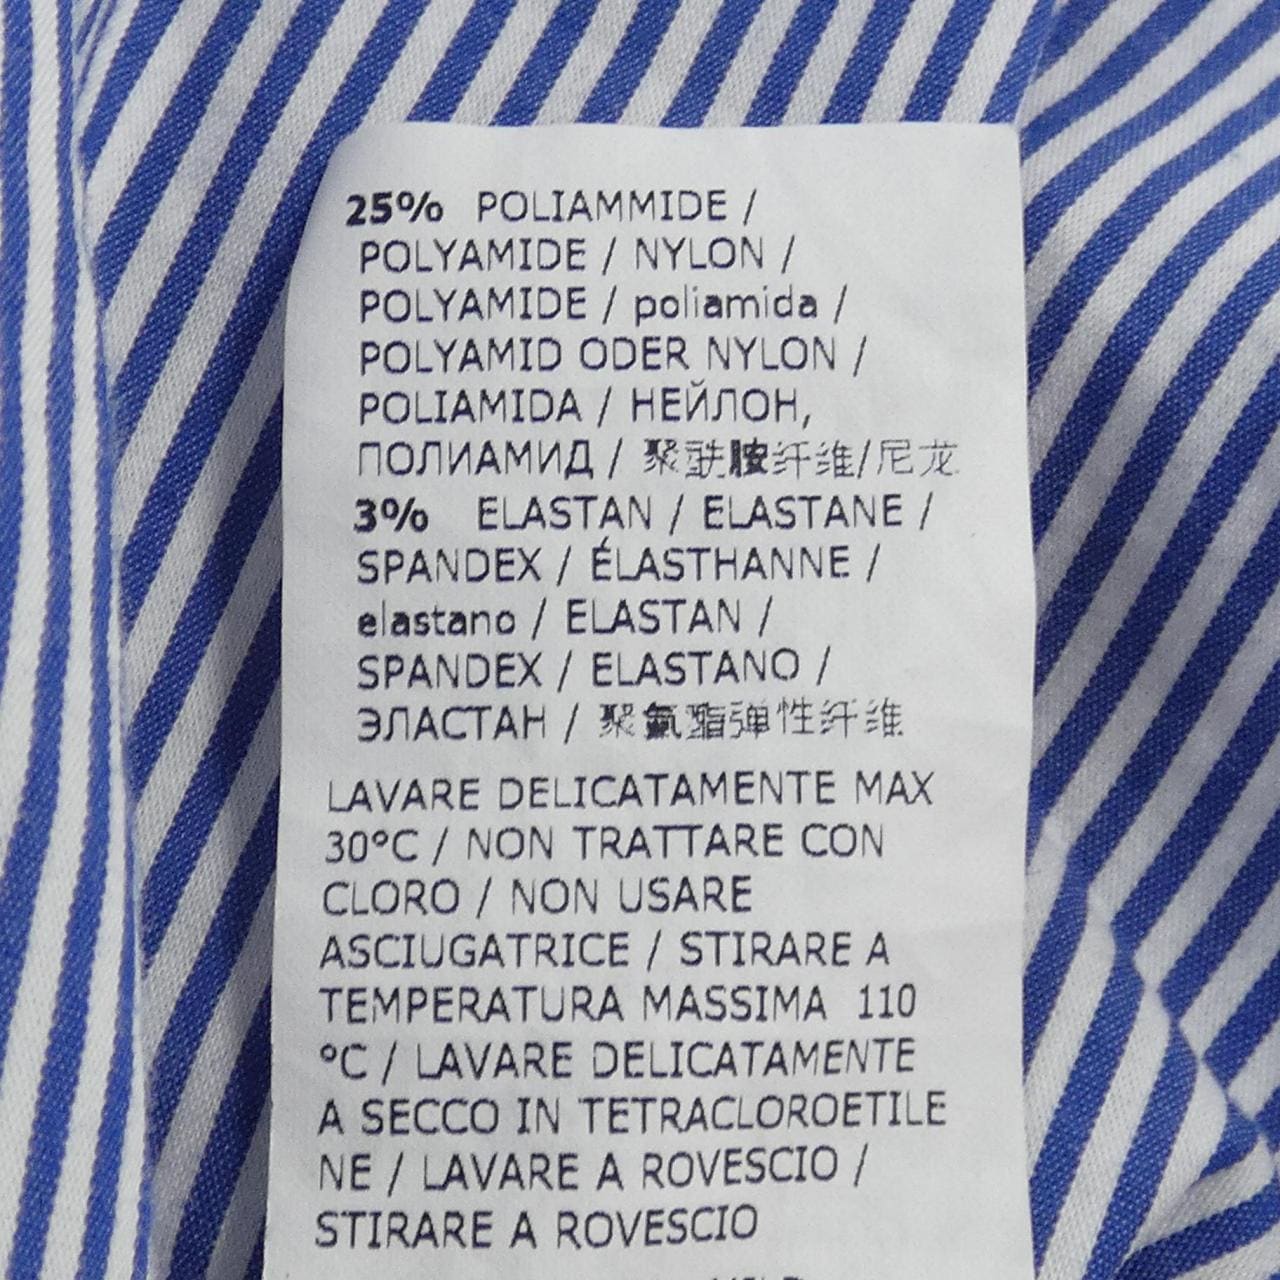 25% POLIAMMIDE /
POLYAMIDE / NYLON /
POLYAMIDE / poliamida /
POLYAMID ODER NYLON /
POLIAMIDA / НЕЙЛОН,
ПОЛИАМИД / 聚酰胺纤维/尼龙
3% ELASTAN / ELASTANE /
SPANDEX / ÉLASTHANNE /
elastano / ELASTAN /
SPANDEX / ELASTANO /
ЭЛАСТАН / 聚氰酯弹性纤维
LAVARE DELICATAMENTE MAX
30°C / NON TRATTARE CON
CLORO / NON USARE
ASCIUGATRICE / STIRARE A
TEMPERATURA MASSIMA 110
°C / LAVARE DELICATAMENTE
A SECCO IN TETRACLOROETILE
NE / LAVARE A ROVESCIO /
STIRARE A ROVESCIO